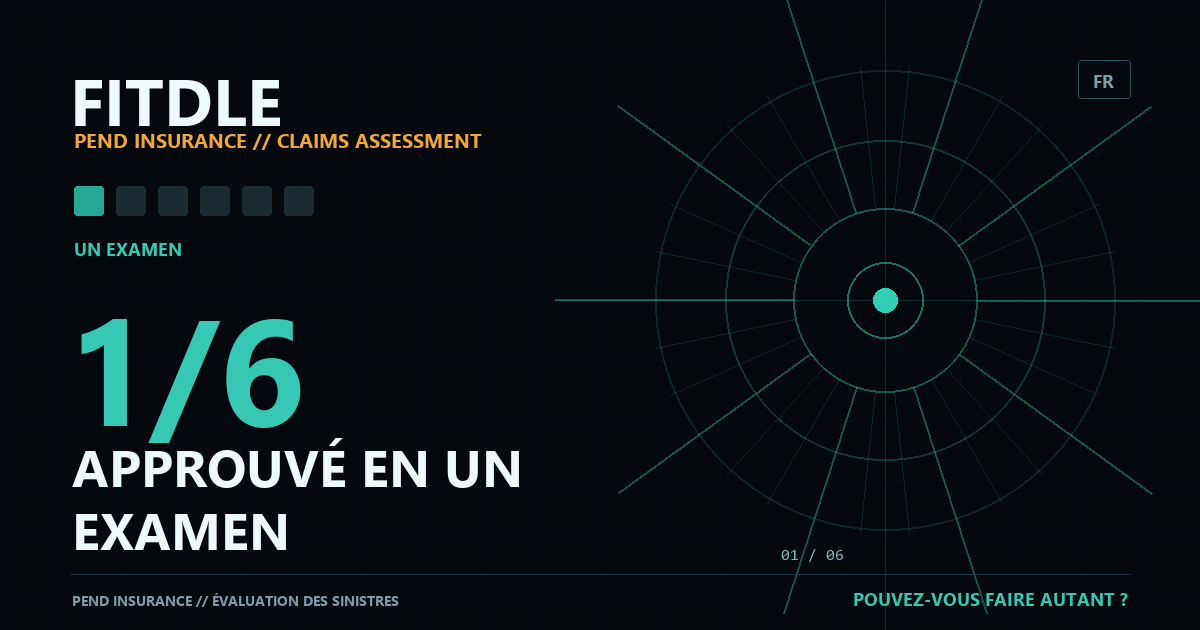 FITDLE
FR
PEND INSURANCE // CLAIMS ASSESSMENT
UN EXAMEN
1/6
APPROUVÉ EN UN
EXAMEN
01 / 06
PEND INSURANCE // ÉVALUATION DES SINISTRES
POUVEZ-VOUS FAIRE AUTANT ?